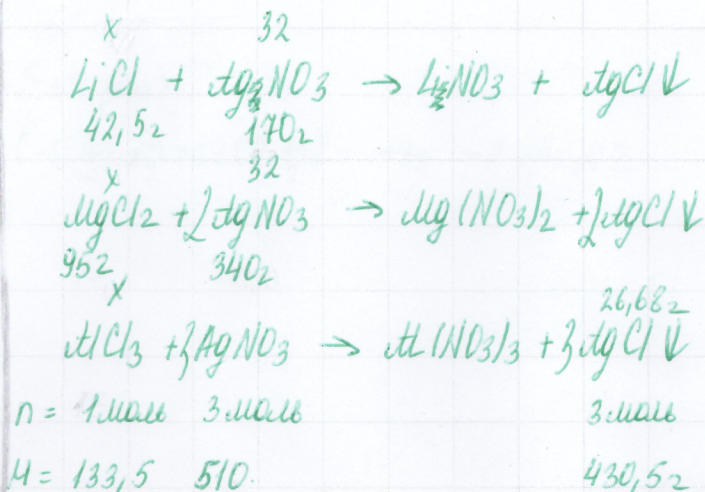 x 32
LiCl + AgNO3 → LiNO3 + AgCl↓
42,5г 170г
x 32
MgCl2 + 2AgNO3 → Mg(NO3)2 + 2AgCl↓
95г 340г
x 26,68г
AlCl3 + 3AgNO3 → Al(NO3)3 + 3AgCl↓
n = 1моль 3моль 3моль
M = 133,5 510. 430,5г